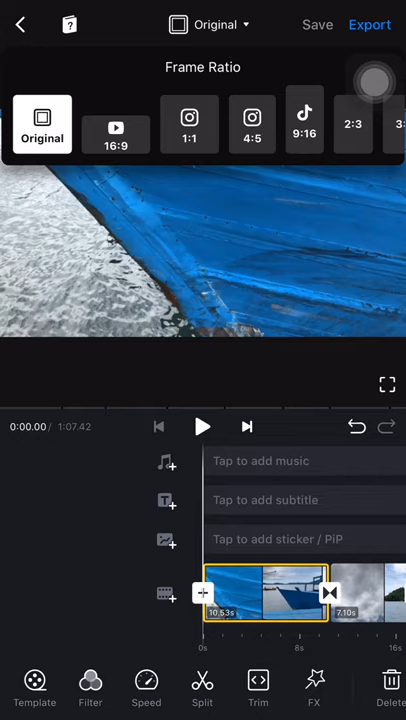 Original
Save
Export
Frame Ratio
Original
16:9
1:1
4:5
9:16
2:3
3:
0:00.00 / 1:07.42
Tap to add music
Tap to add subtitle
Tap to add sticker / PiP
10.53s
7.10s
0s
8s
16s
Template
Filter
Speed
Split
Trim
FX
Delete